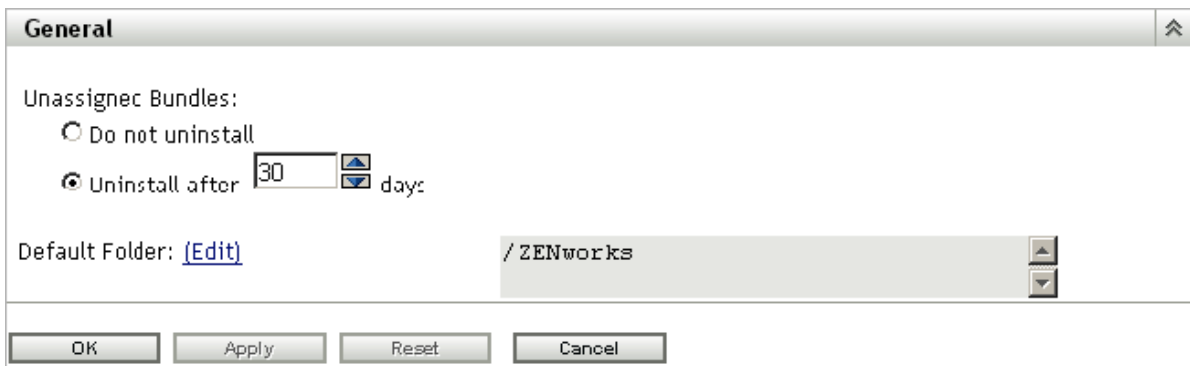 General
Unassignec Bundles:
Do not uninstall
Uninstall after 30 days
Default Folder: (Edit) /ZENworks
OK Apply Reset Cancel